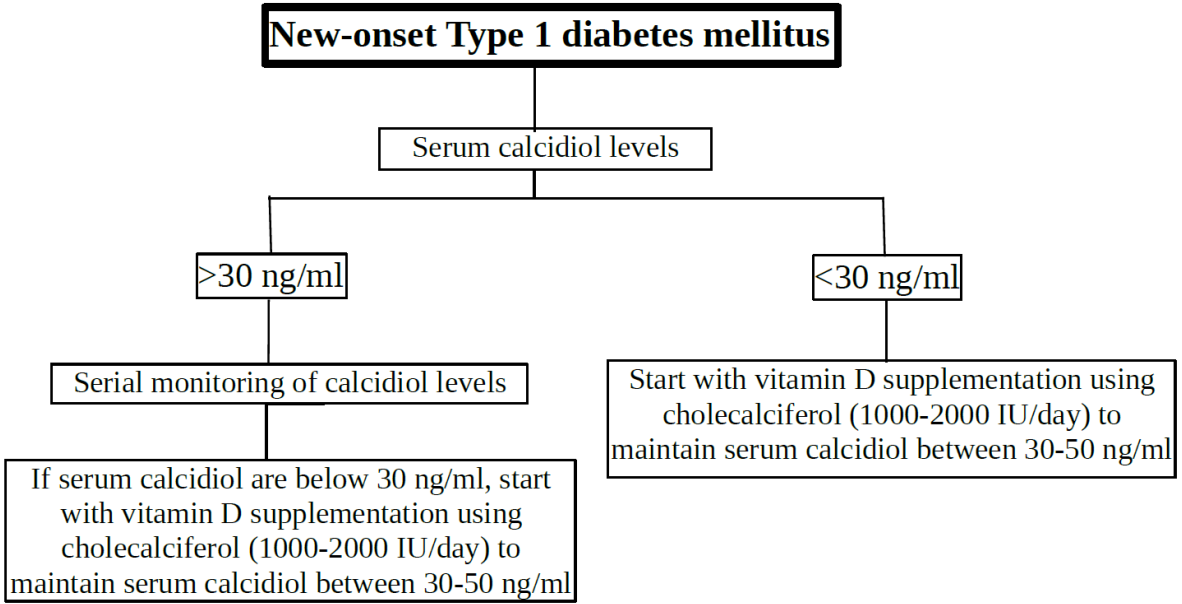 New-onset Type 1 diabetes mellitus
Serum calcidiol levels
>30 ng/ml
<30 ng/ml
Serial monitoring of calcidiol levels
If serum calcidiol are below 30 ng/ml, start
with vitamin D supplementation using
cholecalciferol (1000-2000 IU/day) to
maintain serum calcidiol between 30-50 ng/ml
Start with vitamin D supplementation using
cholecalciferol (1000-2000 IU/day) to
maintain serum calcidiol between 30-50 ng/ml